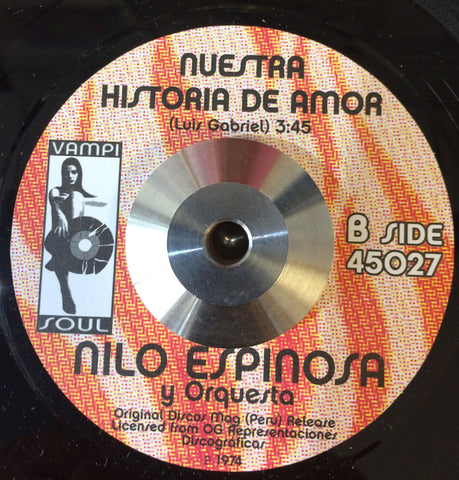 NUESTRA
HISTORIA DE AMOR
(Luis Gabriel) 3:45
VAMPI
SOUL
B SIDE
45027
NILO ESPINOSA
y Orquesta
Original Discos Mag (Peru) Release
Licensed from OG Representaciones
Discográficas
P 1974